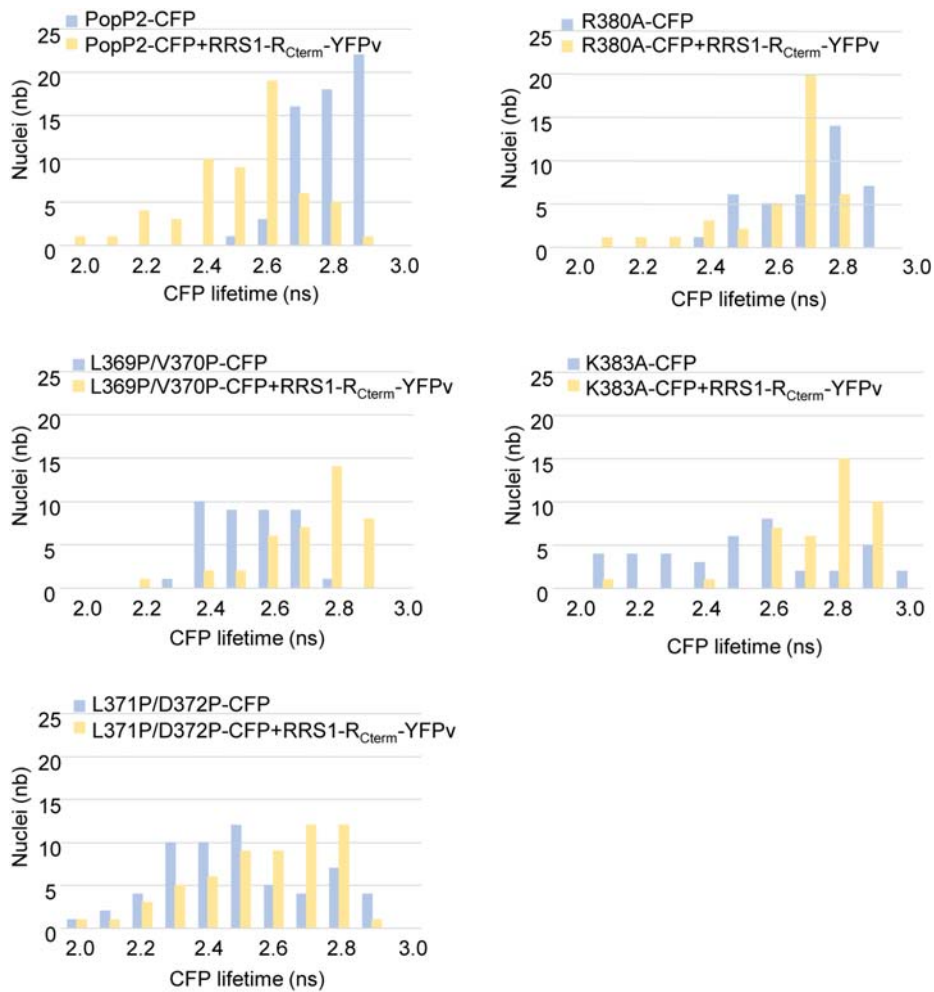 PopP2-CFP
PopP2-CFP+RRS1-R_Cterm-YFPv
25
20
15
10
5
0
Nuclei (nb)
2.0 2.2 2.4 2.6 2.8 3.0
CFP lifetime (ns)
R380A-CFP
R380A-CFP+RRS1-R_Cterm-YFPv
25
20
15
10
5
0
Nuclei (nb)
2.0 2.2 2.4 2.6 2.8 3.0
CFP lifetime (ns)
L369P/V370P-CFP
L369P/V370P-CFP+RRS1-R_Cterm-YFPv
25
20
15
10
5
0
Nuclei (nb)
2.0 2.2 2.4 2.6 2.8 3.0
CFP lifetime (ns)
K383A-CFP
K383A-CFP+RRS1-R_Cterm-YFPv
25
20
15
10
5
0
Nuclei (nb)
2.0 2.2 2.4 2.6 2.8 3.0
CFP lifetime (ns)
L371P/D372P-CFP
L371P/D372P-CFP+RRS1-R_Cterm-YFPv
25
20
15
10
5
0
Nuclei (nb)
2.0 2.2 2.4 2.6 2.8 3.0
CFP lifetime (ns)